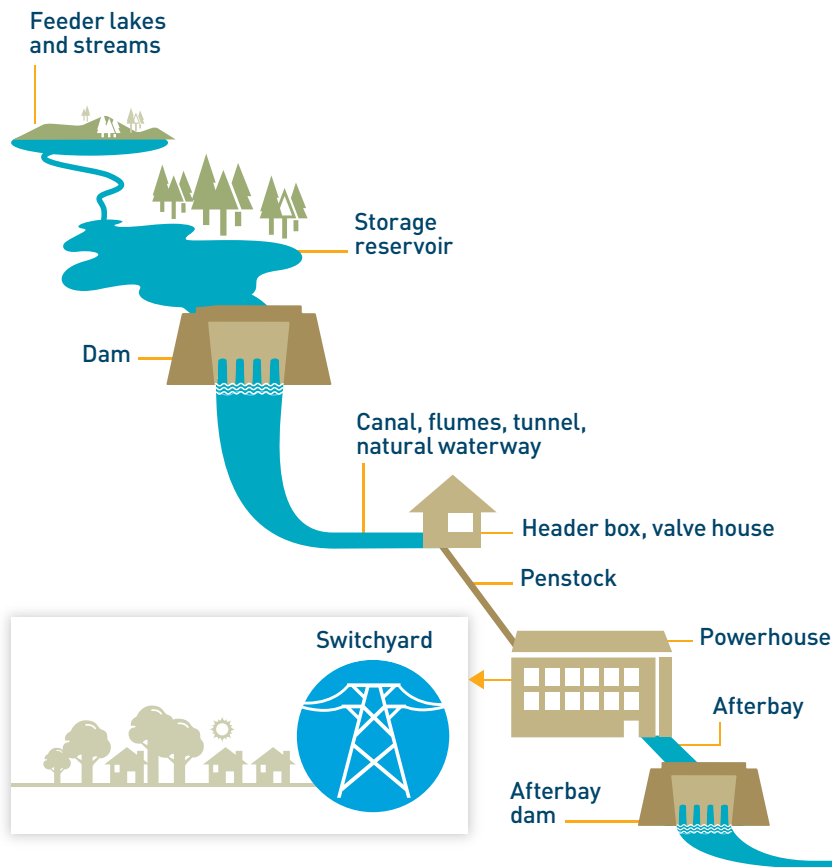 Feeder lakes
and streams
Storage
reservoir
Dam
Canal, flumes, tunnel,
natural waterway
Header box, valve house
Penstock
Switchyard
Powerhouse
Afterbay
Afterbay
dam